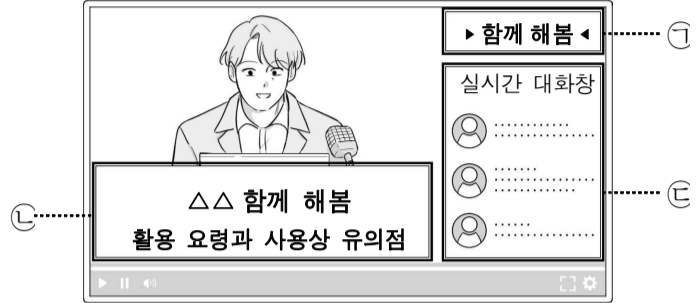 ▸ 함께 해봄 ◂
㉠
실시간 대화창
㉡
△△ 함께 해봄
활용 요령과 사용상 유의점
㉢